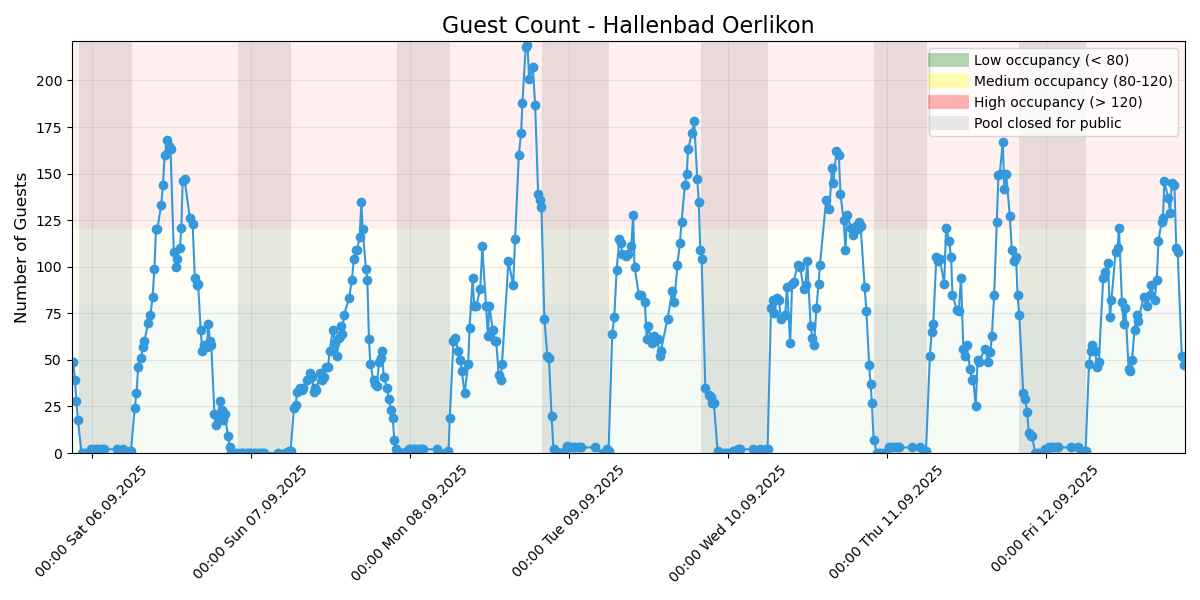 Guest Count - Hallenbad Oerlikon
Number of Guests
200
175
150
125
100
75
50
25
0
Low occupancy (< 80)
Medium occupancy (80-120)
High occupancy (> 120)
Pool closed for public
00:00 Sat 06.09.2025
00:00 Sun 07.09.2025
00:00 Mon 08.09.2025
00:00 Tue 09.09.2025
00:00 Wed 10.09.2025
00:00 Thu 11.09.2025
00:00 Fri 12.09.2025